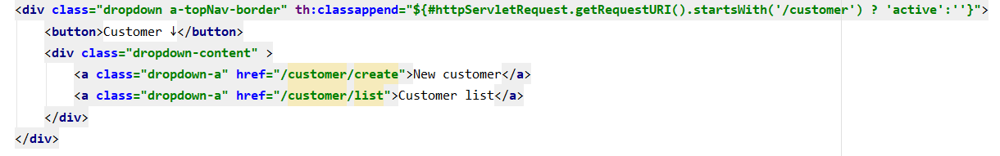 <div class="dropdown a-topNav-border" th:classappend="${#httpServletRequest.getRequestURI().startsWith('/customer') ? 'active':''}">
    <button>Customer ↓</button>
    <div class="dropdown-content" >
        <a class="dropdown-a" href="/customer/create">New customer</a>
        <a class="dropdown-a" href="/customer/list">Customer list</a>
    </div>
</div>